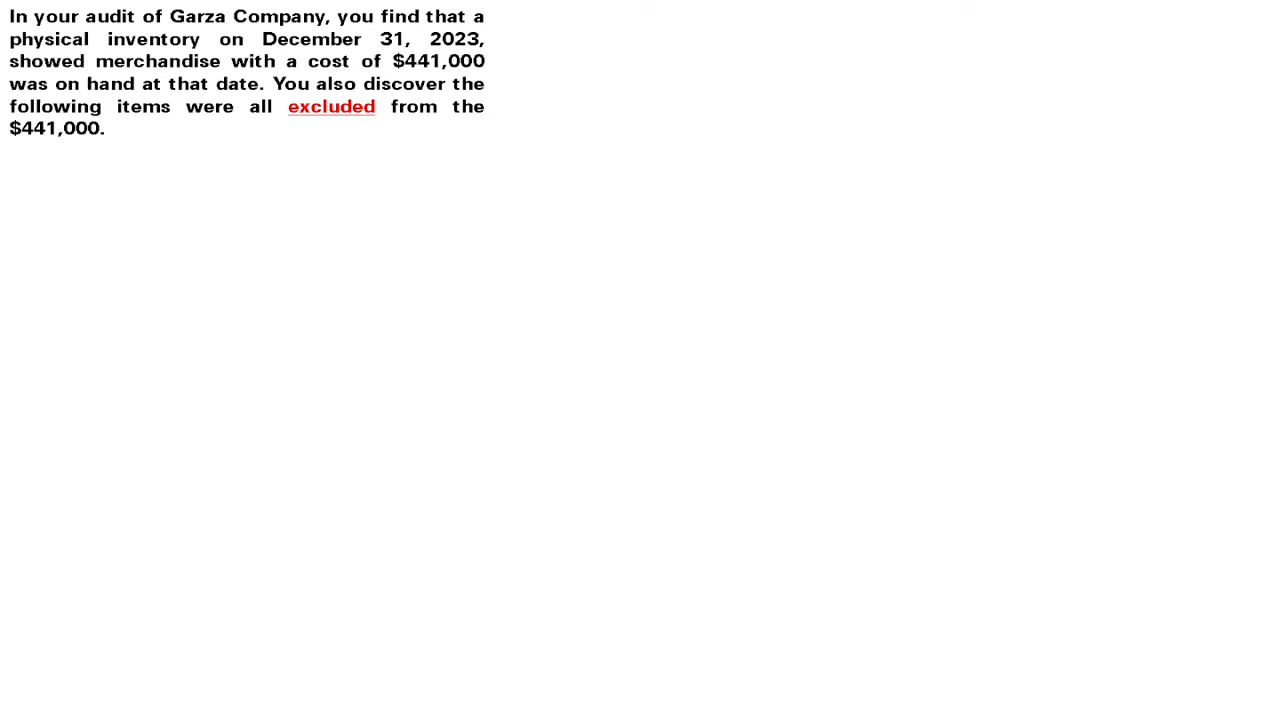 In your audit of Garza Company, you find that a
physical inventory on December 31, 2023,
showed merchandise with a cost of $441,000
was on hand at that date. You also discover the
following items were all excluded from the
$441,000.